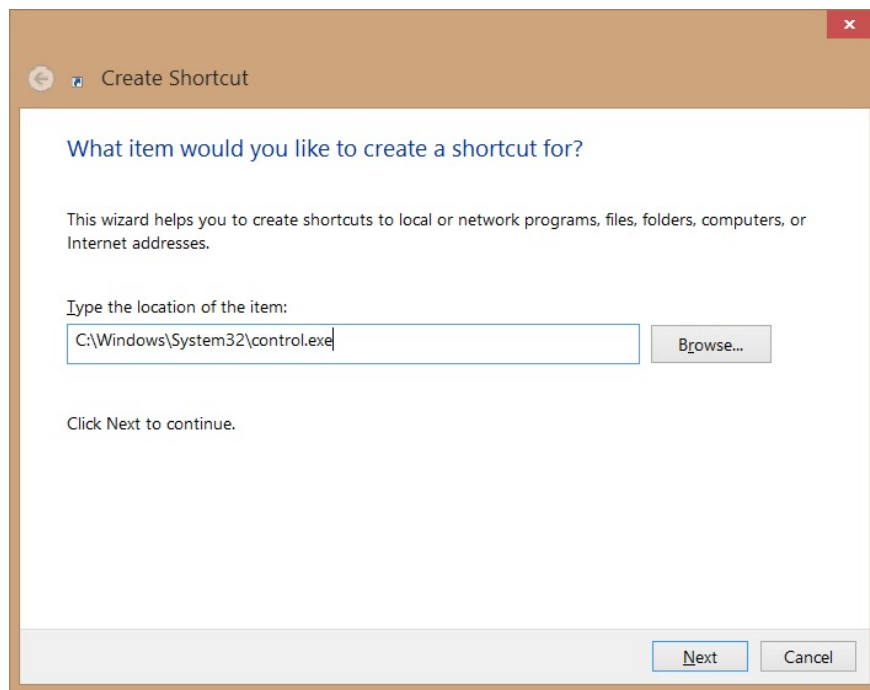 Create Shortcut
What item would you like to create a shortcut for?
This wizard helps you to create shortcuts to local or network programs, files, folders, computers, or
Internet addresses.
Type the location of the item:
C:\Windows\System32\control.exe
Browse...
Click Next to continue.
Next
Cancel